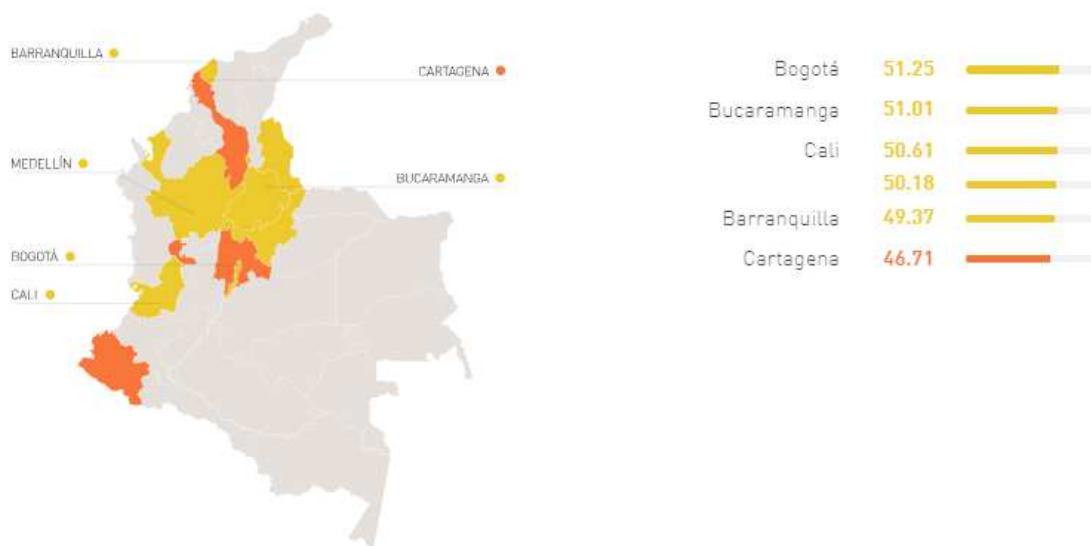 BARRANQUILLA
CARTAGENA
MEDELLÍN
BUCARAMANGA
BOGOTÁ
CALI
Bogotá 51.25
Bucaramanga 51.01
Cali 50.61
50.18
Barranquilla 49.37
Cartagena 46.71